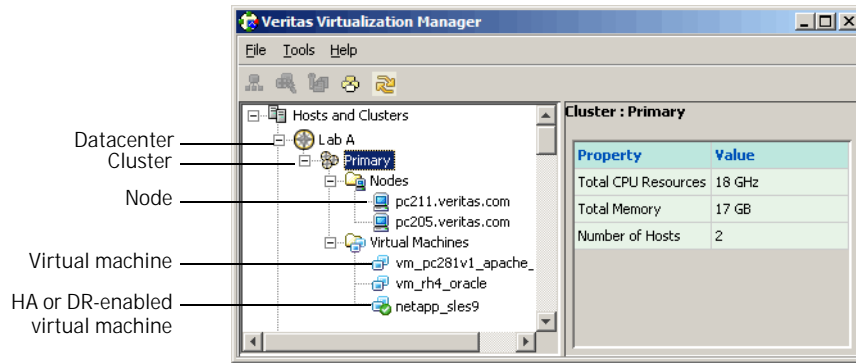 Veritas Virtualization Manager
File Tools Help
Hosts and Clusters
Lab A
Primary
Nodes
pc211.veritas.com
pc205.veritas.com
Virtual Machines
vm_pc281v1_apache_
vm_rh4_oracle
netapp_sles9
Cluster : Primary
Property Value
Total CPU Resources 18 GHz
Total Memory 17 GB
Number of Hosts 2
Datacenter
Cluster
Node
Virtual machine
HA or DR-enabled
virtual machine